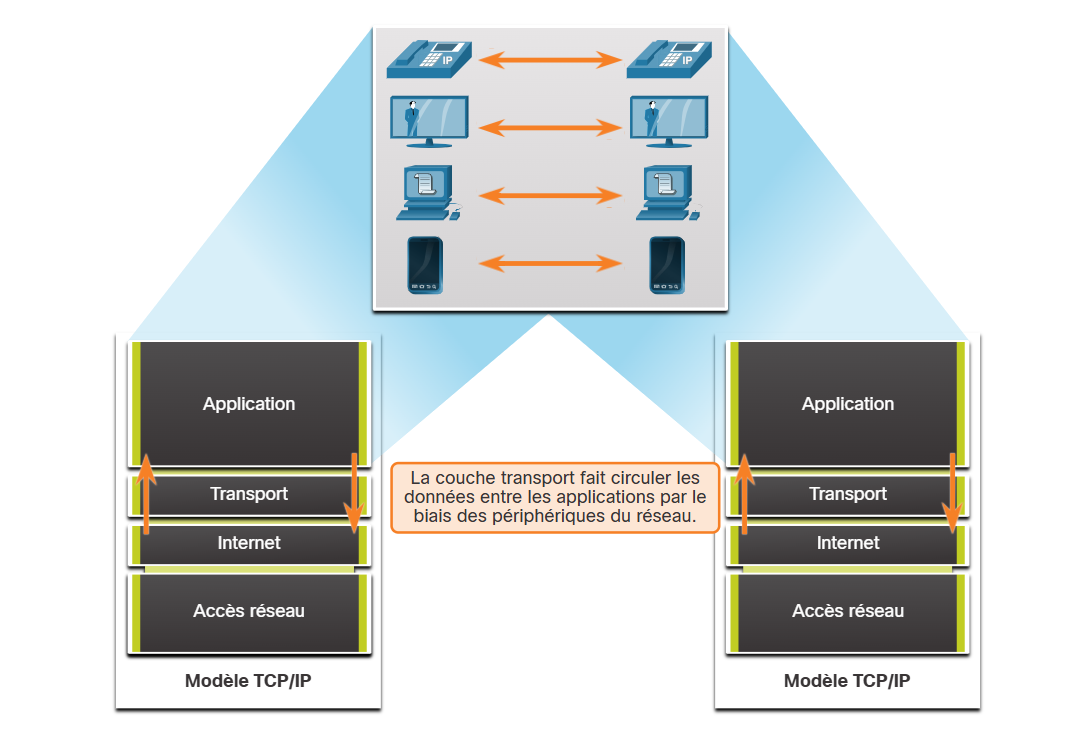 IP
IP
Application
Transport
Internet
Accès réseau
Modèle TCP/IP
La couche transport fait circuler les
données entre les applications par le
biais des périphériques du réseau.
Application
Transport
Internet
Accès réseau
Modèle TCP/IP